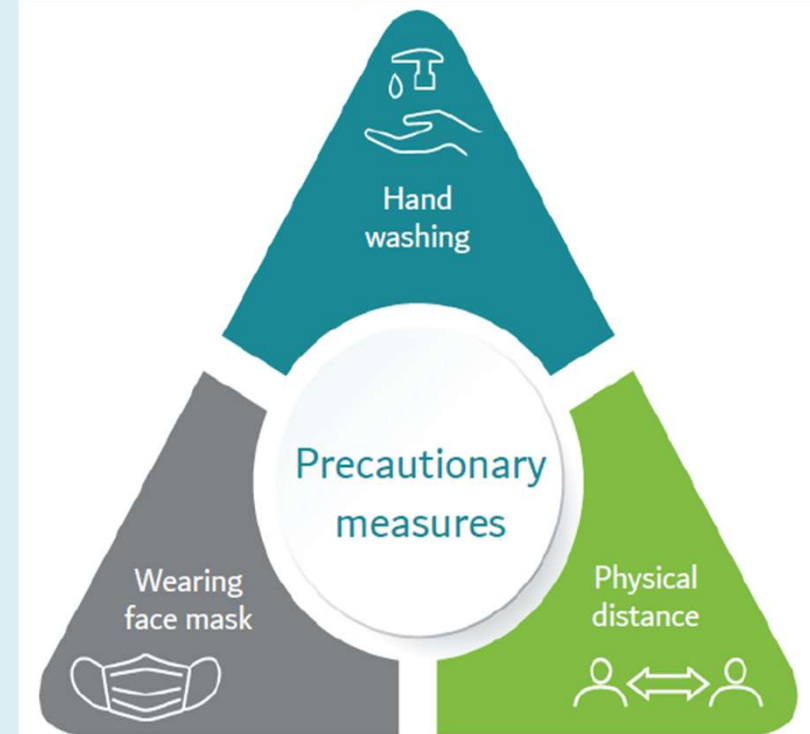 Hand
washing
Precautionary
measures
Wearing
face mask
Physical
distance